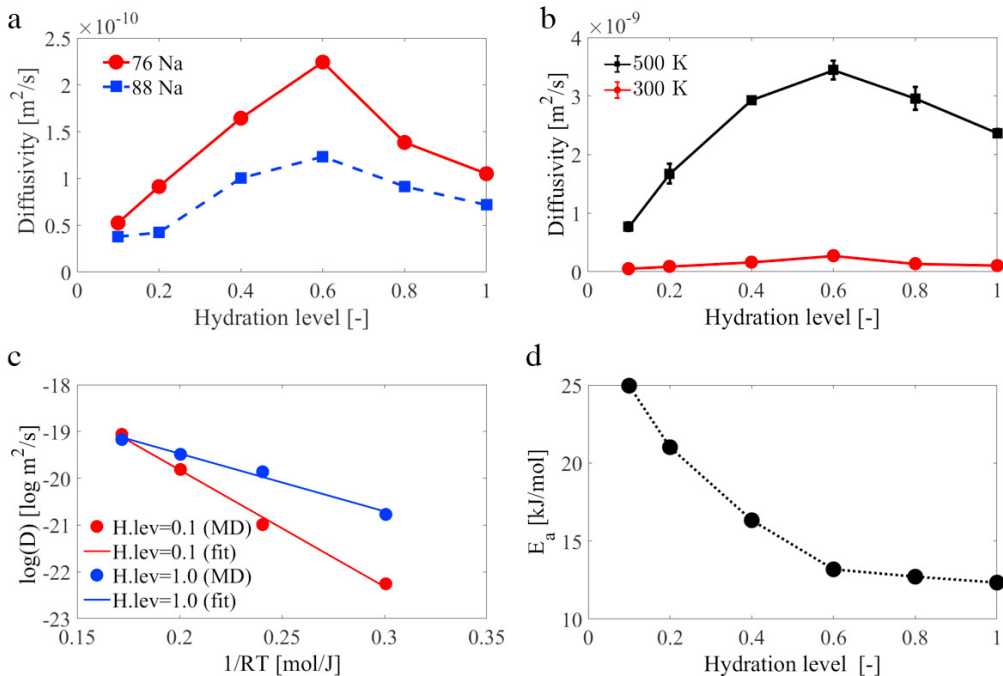 a
×10⁻¹⁰
Diffusivity [m²/s]
2.5
2
1.5
1
0.5
0
76 Na
88 Na
0 0.2 0.4 0.6 0.8 1
Hydration level [-]
b
×10⁻⁹
Diffusivity [m²/s]
4
3
2
1
0
500 K
300 K
0 0.2 0.4 0.6 0.8 1
Hydration level [-]
c
log(D) [log m²/s]
-18
-19
-20
-21
-22
-23
H.lev=0.1 (MD)
H.lev=0.1 (fit)
H.lev=1.0 (MD)
H.lev=1.0 (fit)
0.15 0.2 0.25 0.3 0.35
1/RT [mol/J]
d
Eₐ [kJ/mol]
25
20
15
10
0 0.2 0.4 0.6 0.8 1
Hydration level [-]